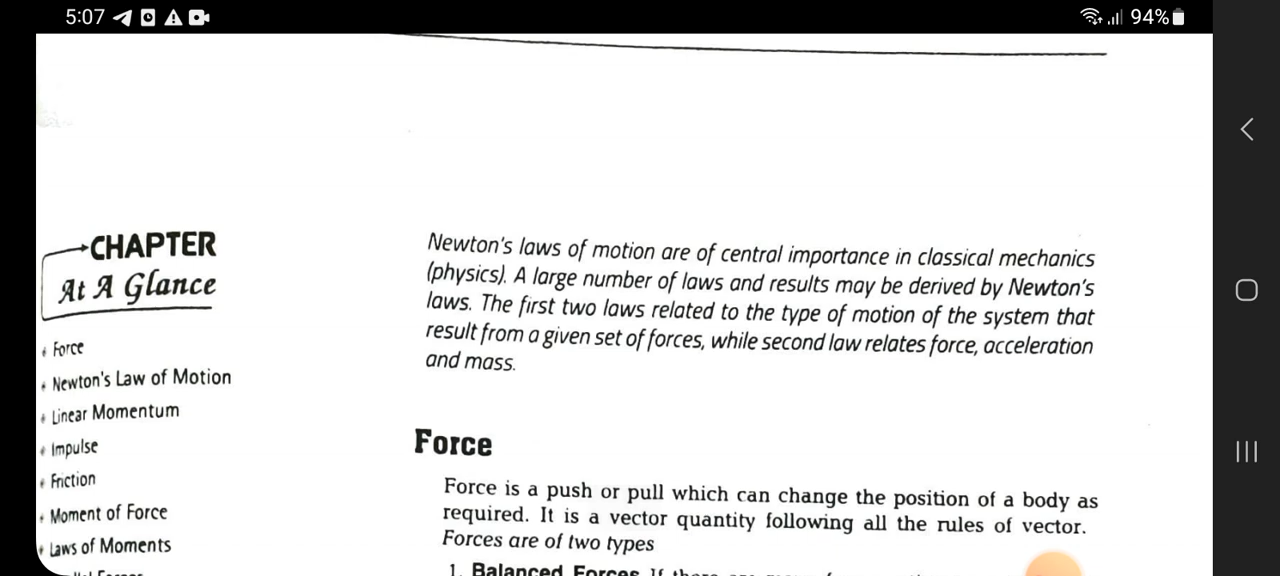 5:07
94%
CHAPTER
At A Glance
Force
Newton's Law of Motion
Linear Momentum
Impulse
Friction
Moment of Force
Laws of Moments
Newton's laws of motion are of central importance in classical mechanics
(physics). A large number of laws and results may be derived by Newton's
laws. The first two laws related to the type of motion of the system that
result from a given set of forces, while second law relates force, acceleration
and mass.
Force
Force is a push or pull which can change the position of a body as
required. It is a vector quantity following all the rules of vector.
Forces are of two types
1. Balanced Forces If there are